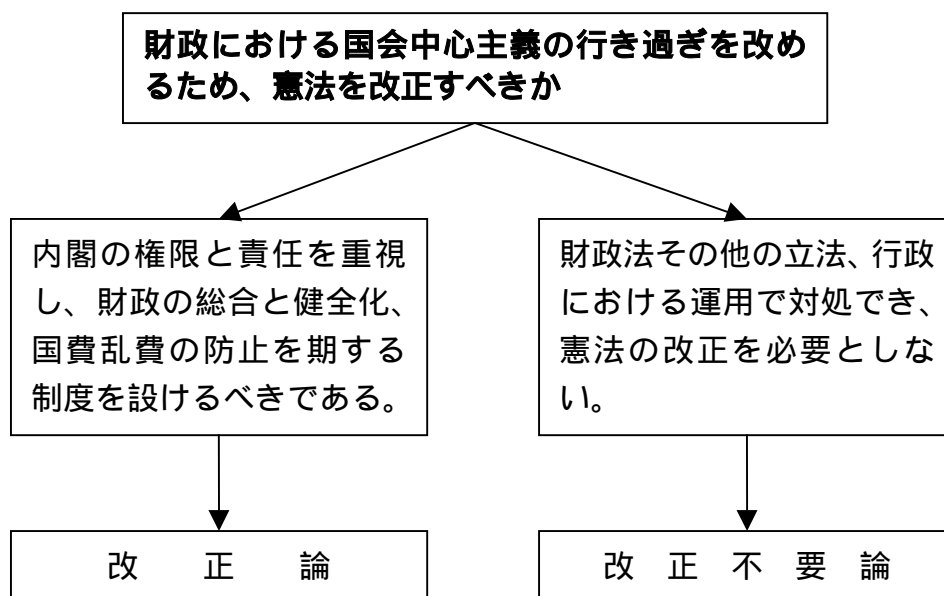 財政における国会中心主義の行き過ぎを改め
るため、憲法を改正すべきか
内閣の権限と責任を重視
し、財政の総合と健全化、
国費乱費の防止を期する
制度を設けるべきである。
財政法その他の立法、行政
における運用で対処でき、
憲法の改正を必要としな
い。
改 正 論
改 正 不 要 論